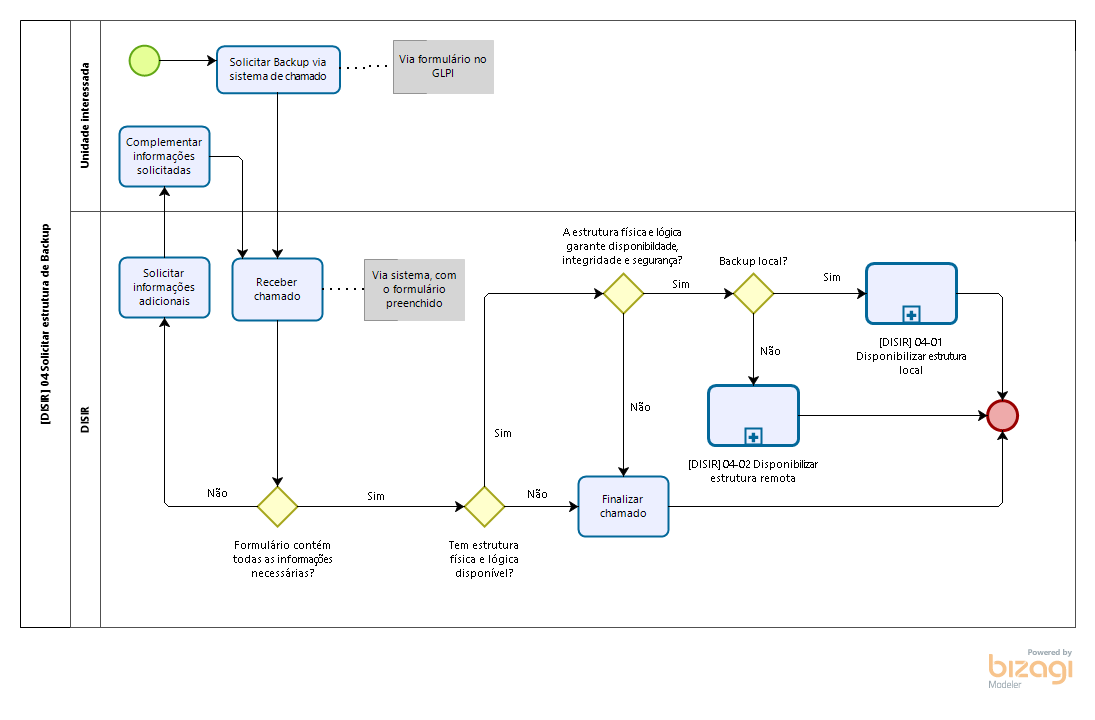 [DISIR] 04 Solicitar estrutura de Backup
Unidade interessada
Solicitar Backup via
sistema de chamado
Via formulário no
GLPI
Complementar
informações
solicitadas
DISIR
Solicitar
informações
adicionais
Receber
chamado
Via sistema, com
o formulário
preenchido
Não
Formulário contém
todas as informações
necessárias?
Sim
Tem estrutura
física e lógica
disponível?
Sim
Não
A estrutura física e lógica
garante disponibildade,
integridade e segurança?
Sim
Não
Finalizar
chamado
Backup local?
Sim
Não
[DISIR] 04-01
Disponibilizar estrutura
local
[DISIR] 04-02 Disponibilizar
estrutura remota
Powered by
bizagi
Modeler